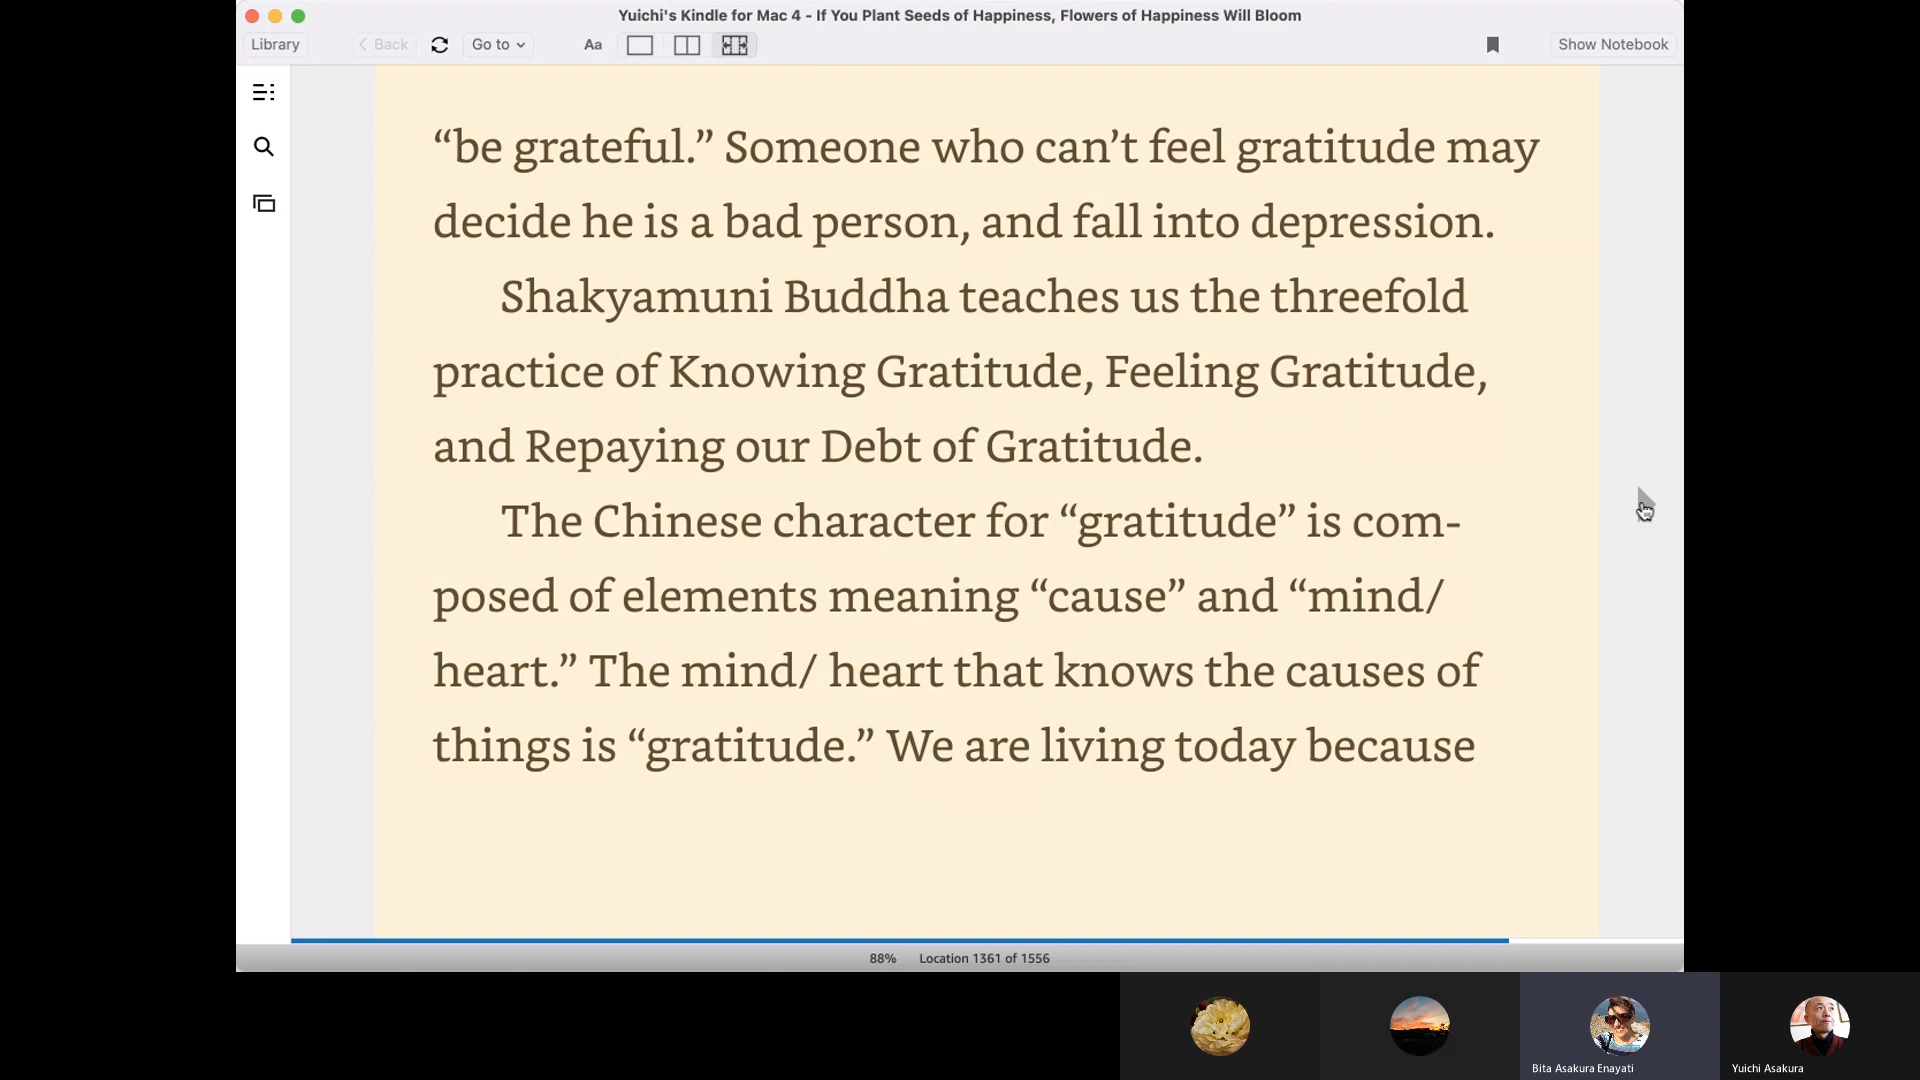 Yuichi's Kindle for Mac 4 - If You Plant Seeds of Happiness, Flowers of Happiness Will Bloom
Library
Back
Go to
Aa
Show Notebook
“be grateful.” Someone who can’t feel gratitude may
decide he is a bad person, and fall into depression.
Shakyamuni Buddha teaches us the threefold
practice of Knowing Gratitude, Feeling Gratitude,
and Repaying our Debt of Gratitude.
The Chinese character for “gratitude” is com-
posed of elements meaning “cause” and “mind/
heart.” The mind/ heart that knows the causes of
things is “gratitude.” We are living today because
88% Location 1361 of 1556
Bita Asakura Enayati
Yuichi Asakura